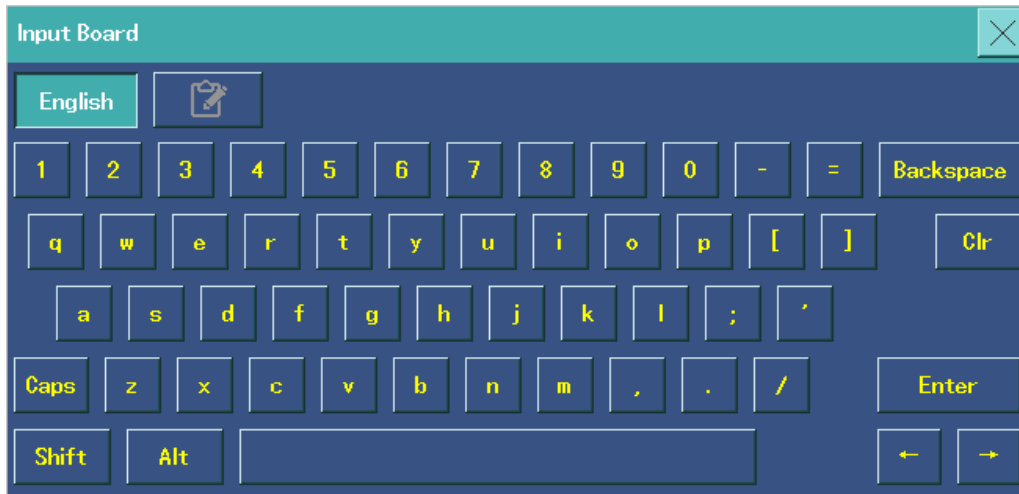 Input Board
English
1 2 3 4 5 6 7 8 9 0 - = Backspace
q w e r t y u i o p [ ] Clr
a s d f g h j k l ; '
Caps z x c v b n m , . / Enter
Shift Alt ← →